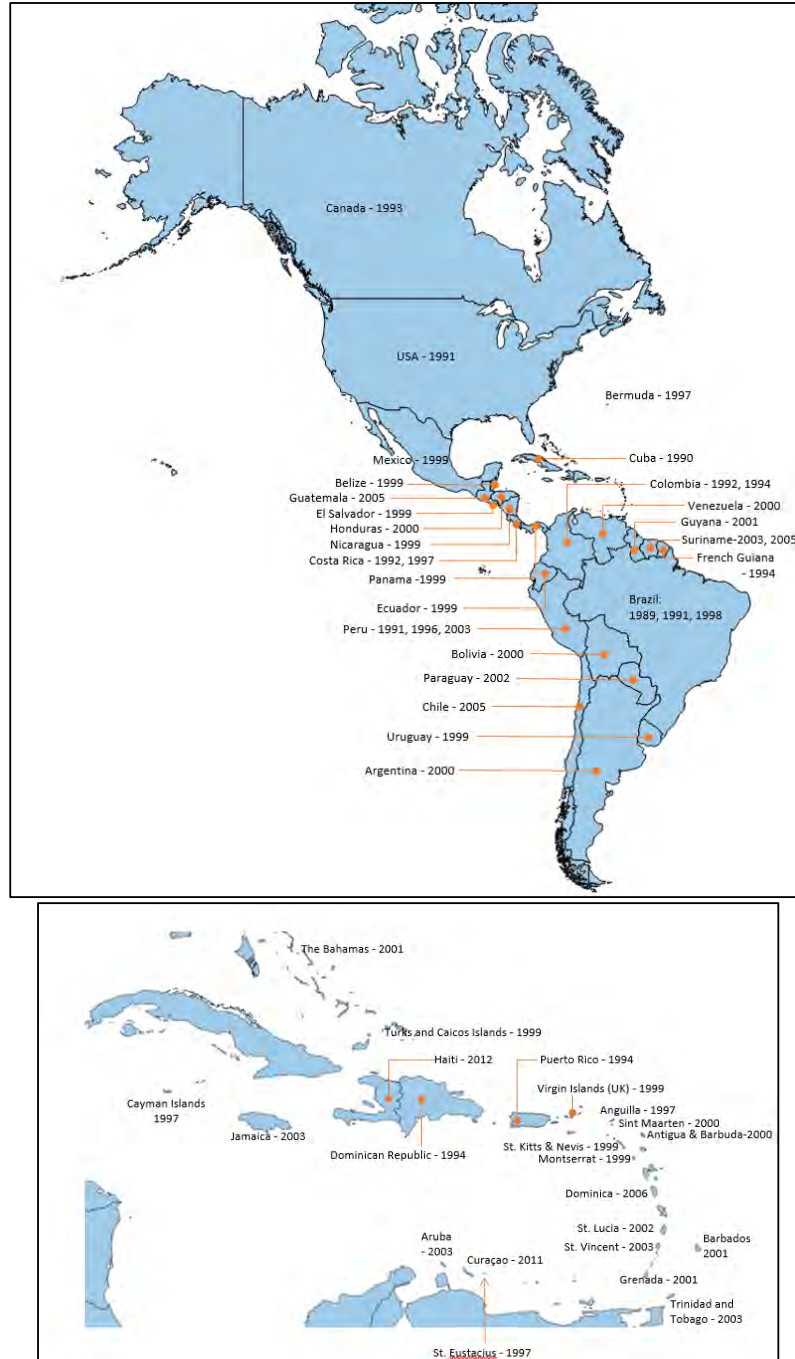 Canada - 1993
USA - 1991
Bermuda - 1997
Mexico - 1999
Cuba - 1990
Belize - 1999
Colombia - 1992, 1994
Guatemala - 2005
Venezuela - 2000
El Salvador - 1999
Guyana - 2001
Honduras - 2000
Suriname-2003, 2005
Nicaragua - 1999
French Guiana
- 1994
Costa Rica - 1992, 1997
Panama -1999
Ecuador - 1999
Brazil:
1989, 1991, 1998
Peru - 1991, 1996, 2003
Bolivia - 2000
Paraguay - 2002
Chile - 2005
Uruguay - 1999
Argentina - 2000
The Bahamas - 2001
Turks and Caicos Islands - 1999
Haiti - 2012
Puerto Rico - 1994
Virgin Islands (UK) - 1999
Cayman Islands
1997
Anguilla - 1997
Sint Maarten - 2000
Jamaica - 2003
Antigua & Barbuda-2000
Dominican Republic - 1994
St. Kitts & Nevis - 1999
Montserrat - 1999
Dominica - 2006
St. Lucia - 2002
Aruba
- 2003
Curaçao - 2011
St. Vincent - 2003
Barbados
2001
Grenada - 2001
Trinidad and
Tobago - 2003
St. Eustacius - 1997